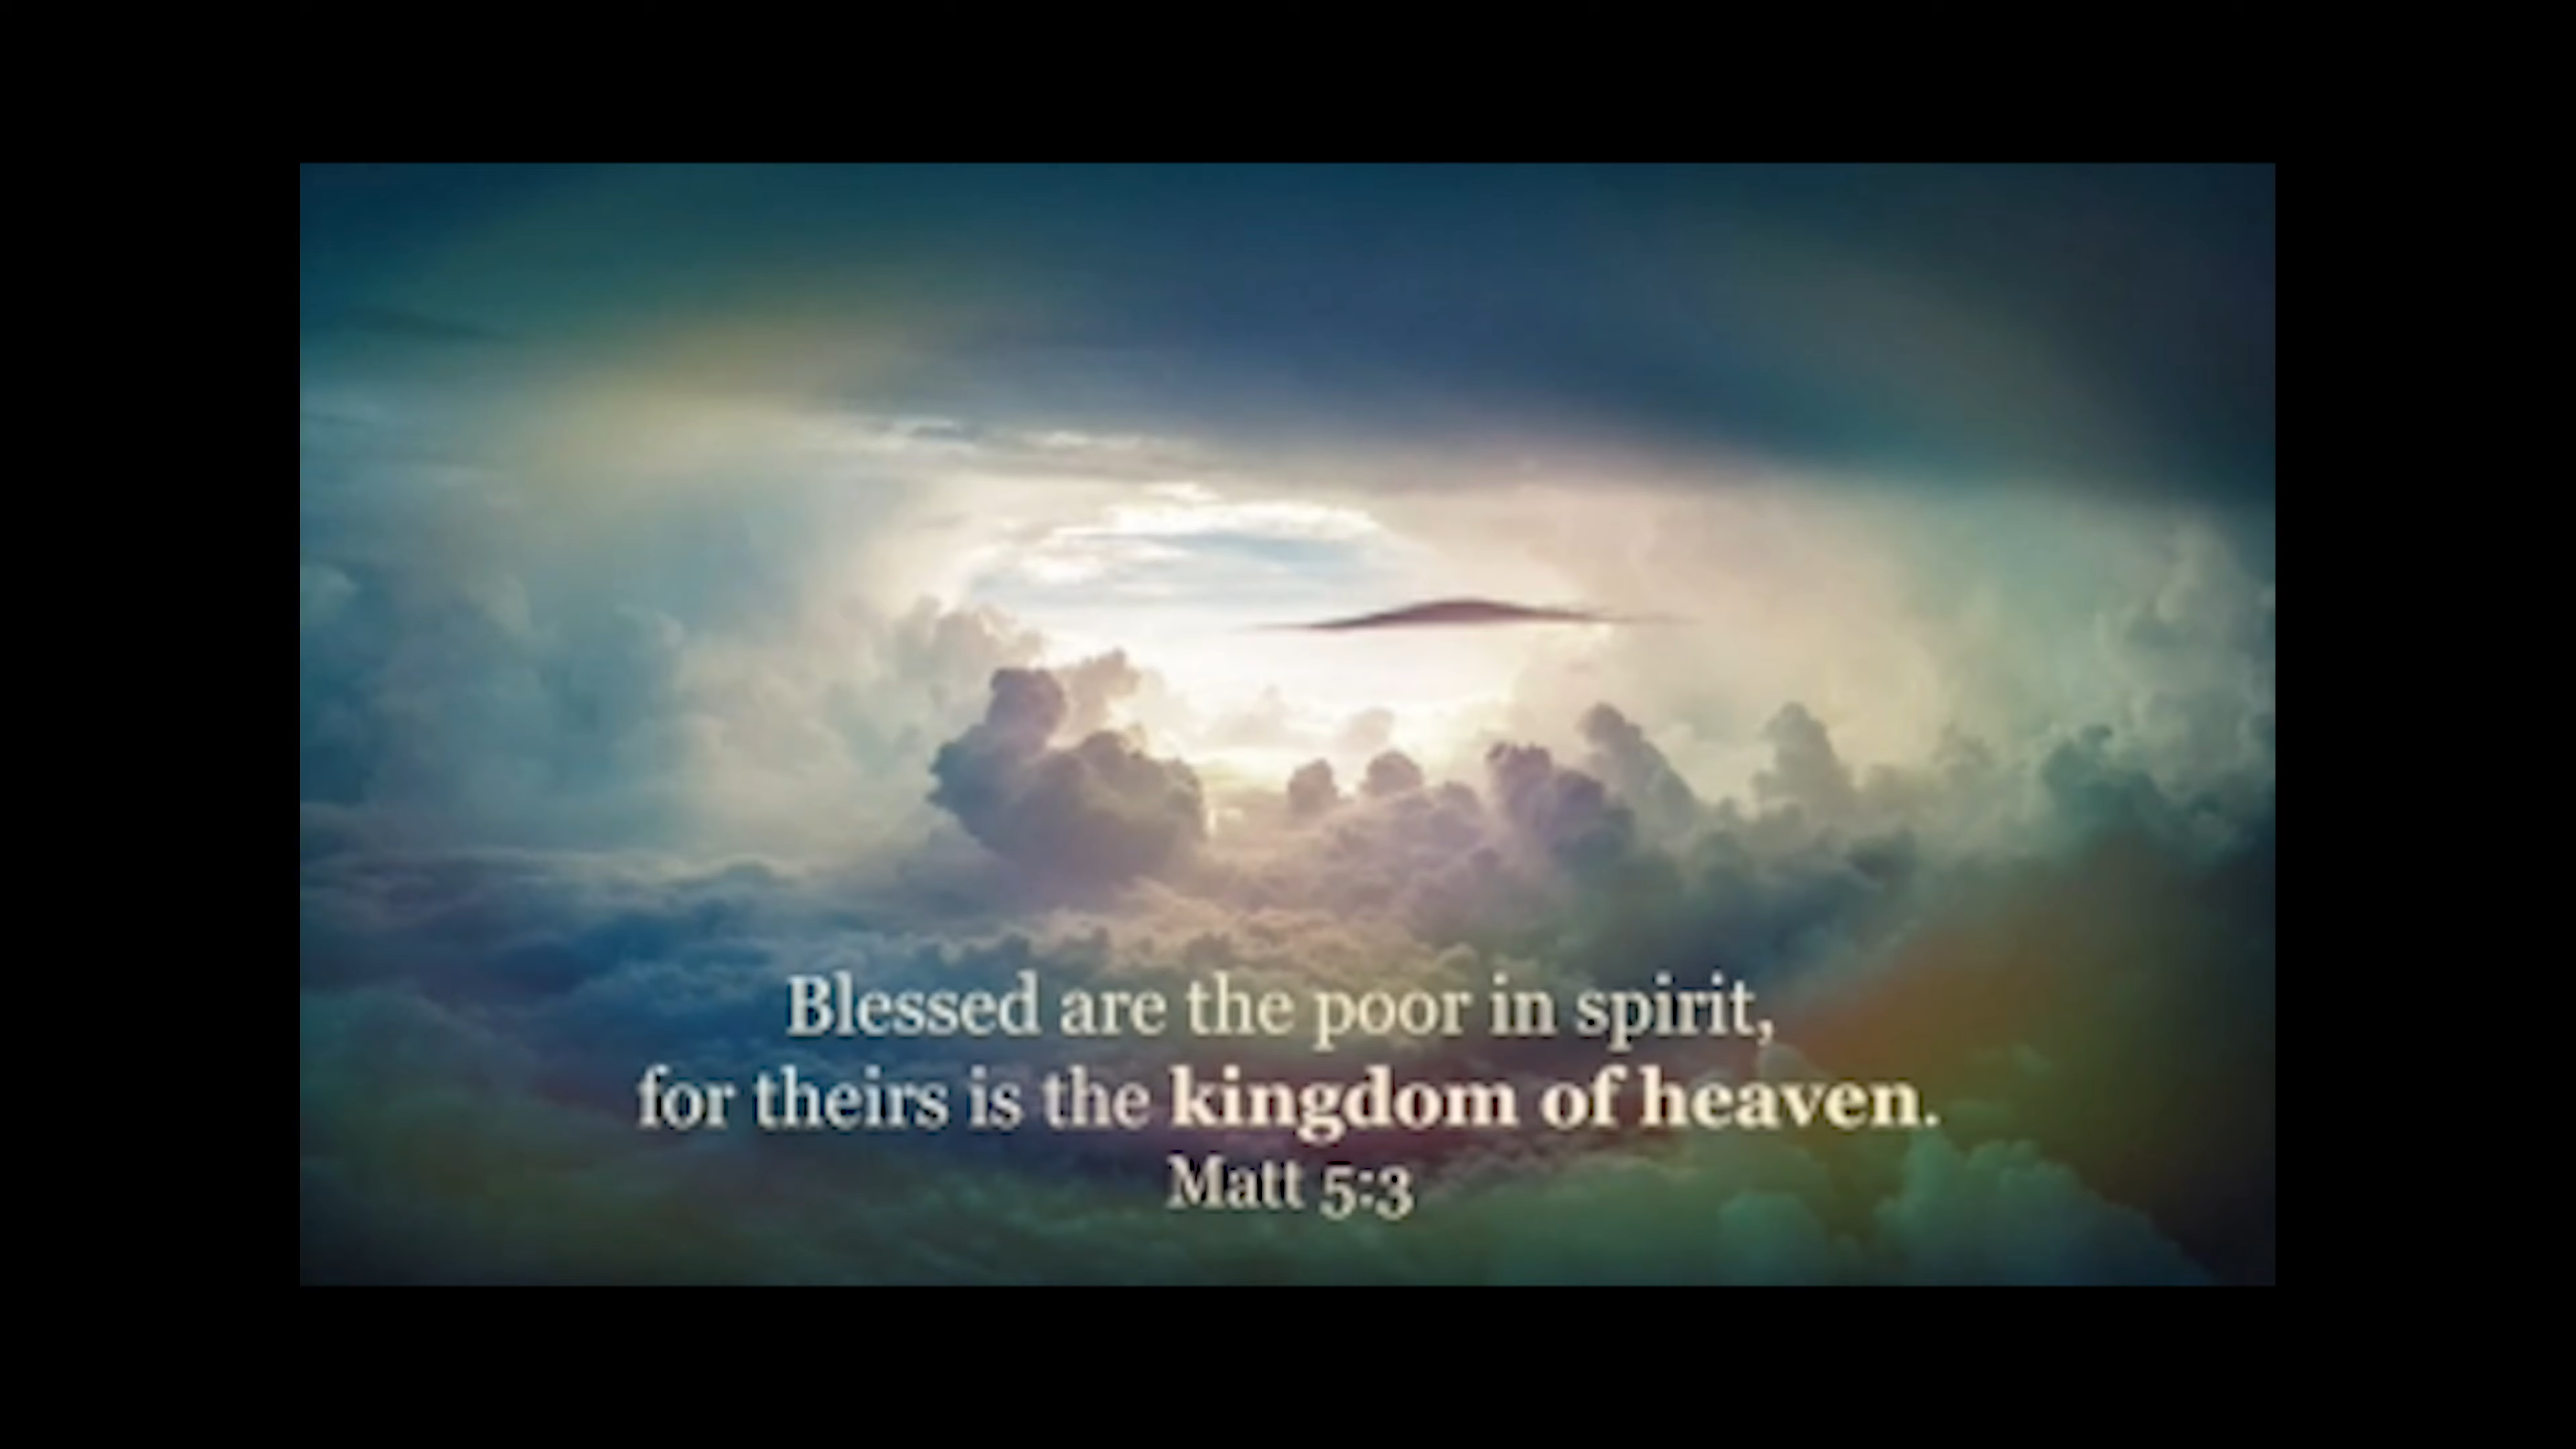 Blessed are the poor in spirit,
for theirs is the kingdom of heaven.
Matt 5:3